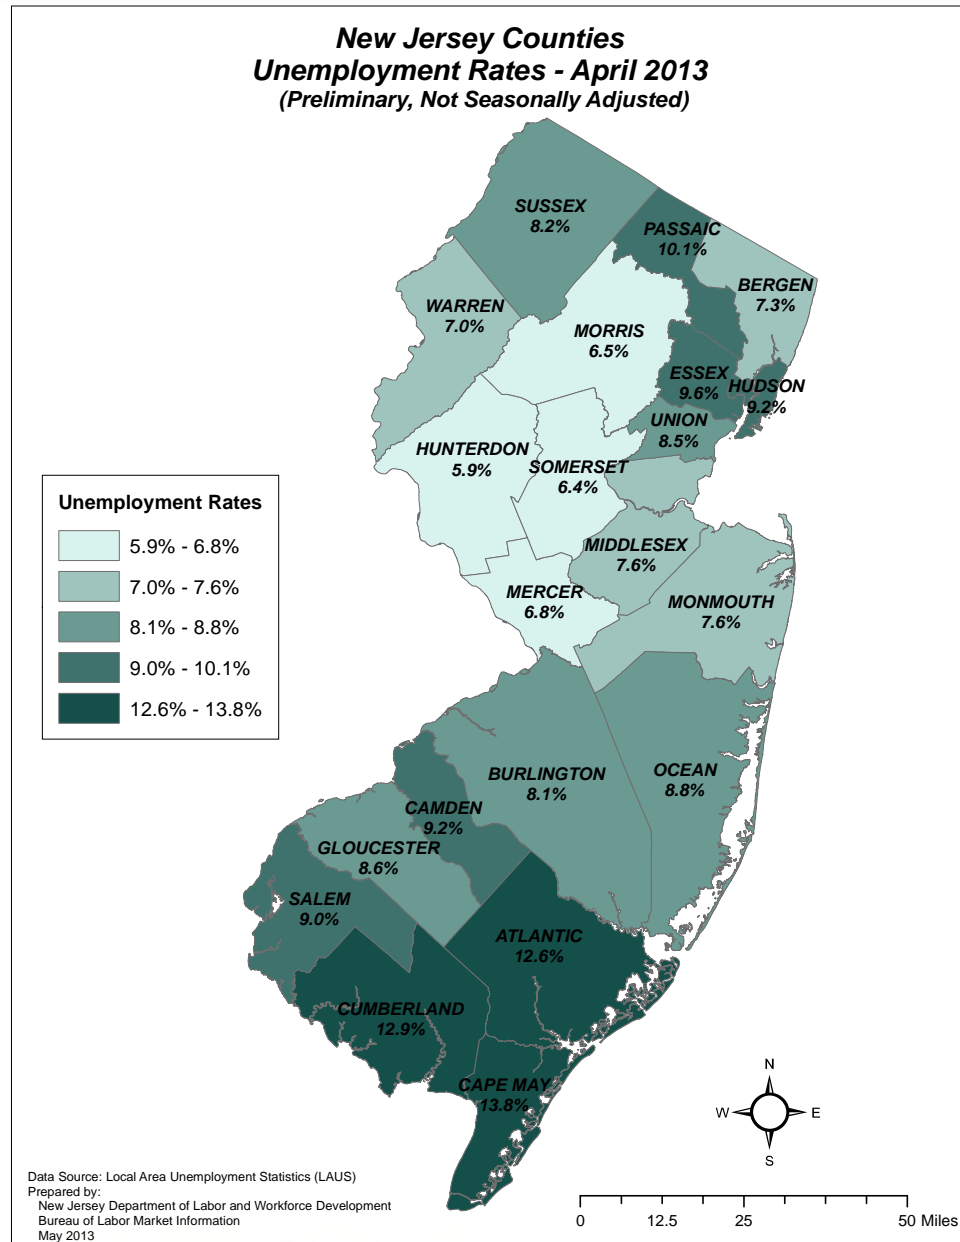 New Jersey Counties
Unemployment Rates - April 2013
(Preliminary, Not Seasonally Adjusted)
SUSSEX
8.2%
PASSAIC
10.1%
BERGEN
7.3%
WARREN
7.0%
MORRIS
6.5%
ESSEX
9.6%
HUDSON
9.2%
UNION
8.5%
HUNTERDON
5.9%
SOMERSET
6.4%
MIDDLESEX
7.6%
MERCER
6.8%
MONMOUTH
7.6%
Unemployment Rates
5.9% - 6.8%
7.0% - 7.6%
8.1% - 8.8%
9.0% - 10.1%
12.6% - 13.8%
BURLINGTON
8.1%
OCEAN
8.8%
CAMDEN
9.2%
GLOUCESTER
8.6%
SALEM
9.0%
ATLANTIC
12.6%
CUMBERLAND
12.9%
CAPE MAY
13.8%
N
W
E
S
Data Source: Local Area Unemployment Statistics (LAUS)
Prepared by:
New Jersey Department of Labor and Workforce Development
Bureau of Labor Market Information
May 2013
0 12.5 25 50 Miles